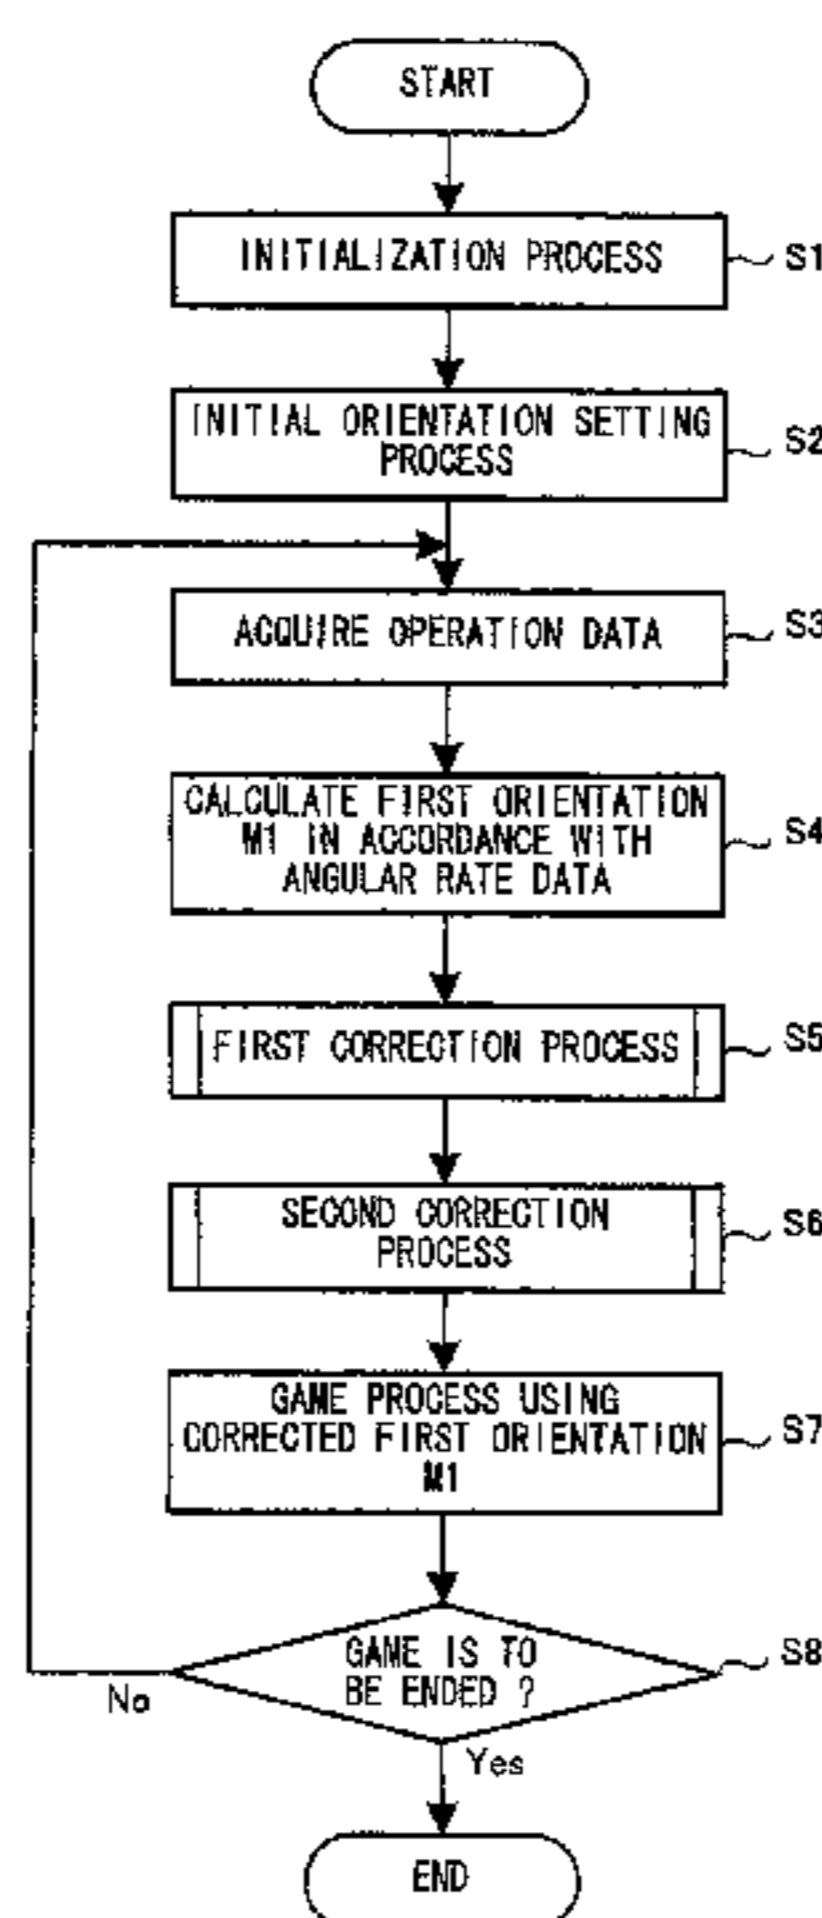 START
INITIALIZATION PROCESS
S1
INITIAL ORIENTATION SETTING
PROCESS
S2
ACQUIRE OPERATION DATA
S3
CALCULATE FIRST ORIENTATION
M1 IN ACCORDANCE WITH
ANGULAR RATE DATA
S4
FIRST CORRECTION PROCESS
S5
SECOND CORRECTION
PROCESS
S6
GAME PROCESS USING
CORRECTED FIRST ORIENTATION
M1
S7
GAME IS TO
BE ENDED ?
S8
No
Yes
END